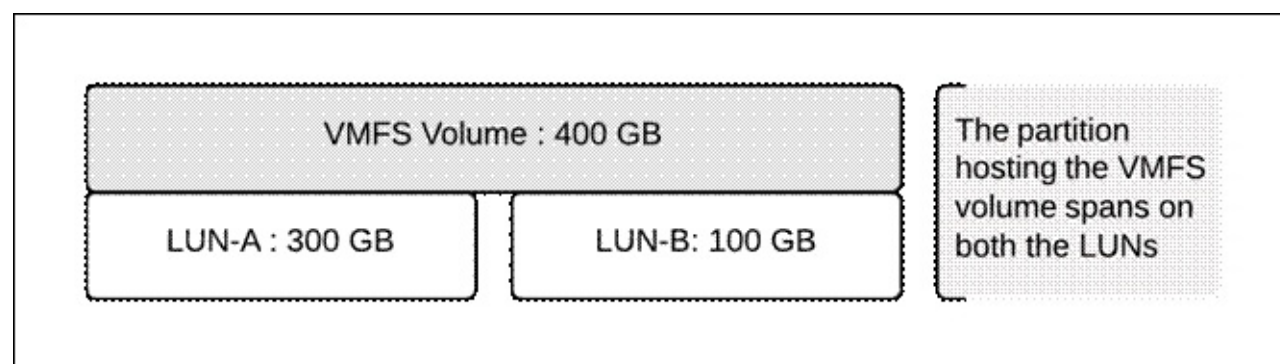 VMFS Volume : 400 GB
LUN-A : 300 GB
LUN-B: 100 GB
The partition
hosting the VMFS
volume spans on
both the LUNs